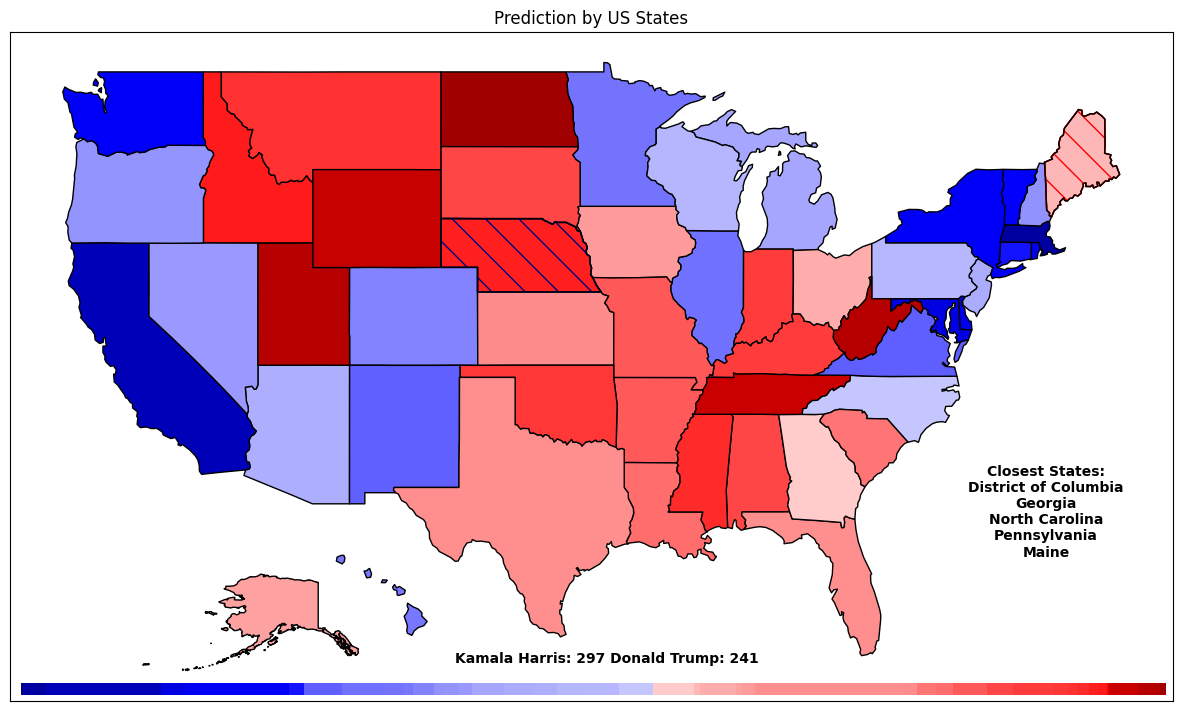 Prediction by US States
Closest States:
District of Columbia
Georgia
North Carolina
Pennsylvania
Maine
Kamala Harris: 297 Donald Trump: 241